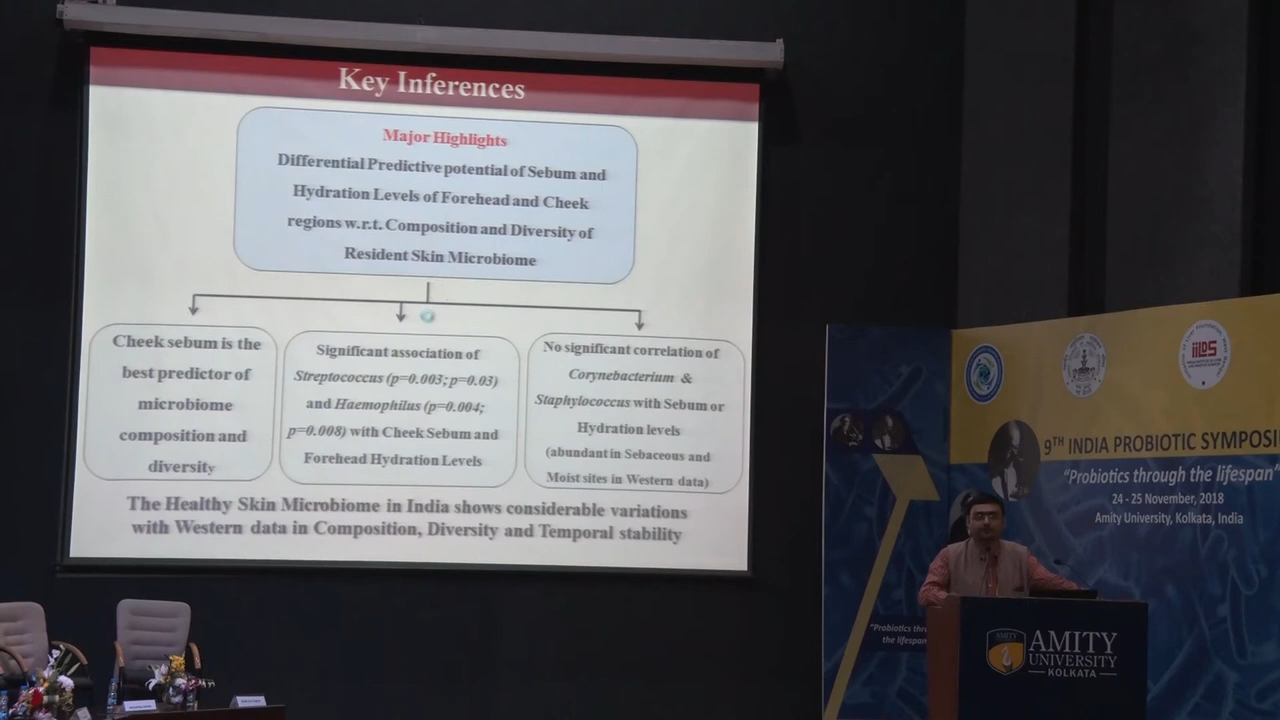 Key Inferences
Major Highlights
Differential Predictive potential of Sebum and
Hydration Levels of Forehead and Cheek
regions w.r.t. Composition and Diversity of
Resident Skin Microbiome
Cheek sebum is the
best predictor of
microbiome
composition and
diversity
Significant association of
Streptococcus (p=0.003; p=0.03)
and Haemophilus (p=0.004;
p=0.008) with Cheek Sebum and
Forehead Hydration Levels
No significant correlation of
Corynebacterium &
Staphylococcus with Sebum or
Hydration levels
(abundant in Sebaceous and
Moist sites in Western data)
The Healthy Skin Microbiome in India shows considerable variations
with Western data in Composition, Diversity and Temporal stability
9TH INDIA PROBIOTIC SYMPOSI
"Probiotics through the lifespan"
24 - 25 November, 2018
Amity University, Kolkata, India
"Probiotics thr
the lifespan
AMITY
AMITY
UNIVERSITY
KOLKATA